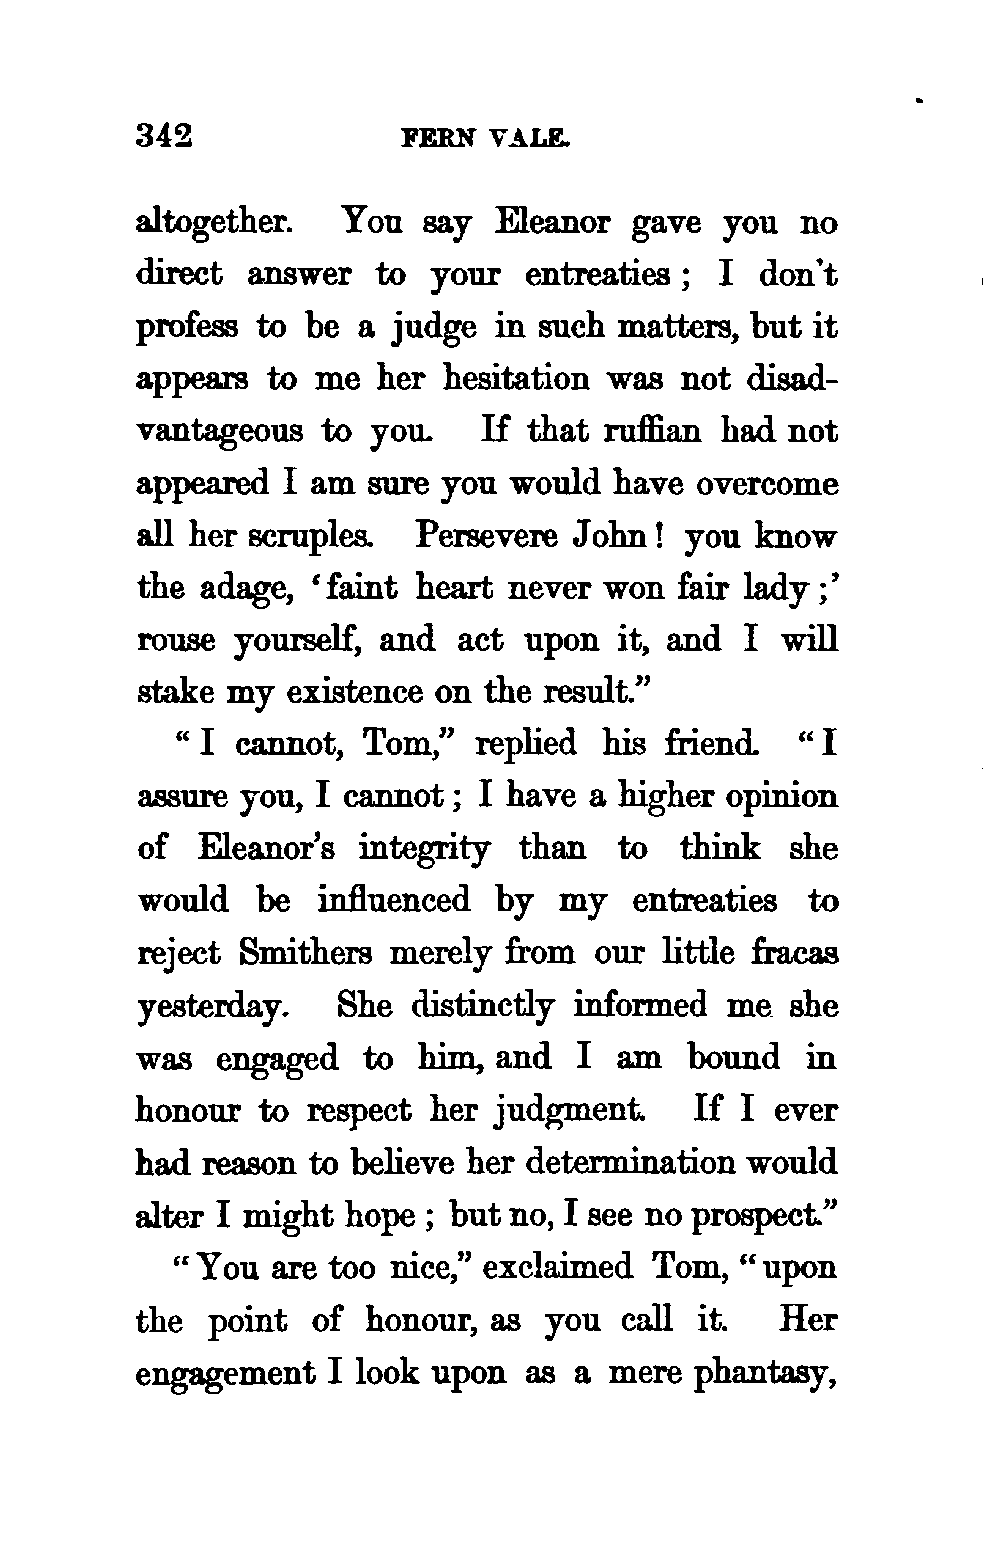 342 FERN VALE.
altogether. You say Eleanor gave you no
direct answer to your entreaties ; I don't
profess to be a judge in such matters, but it
appears to me her hesitation was not disad-
vantageous to you. If that ruffian had not
appeared I am sure you would have overcome
all her scruples. Persevere John ! you know
the adage, ‘ faint heart never won fair lady ;’
rouse yourself, and act upon it, and I will
stake my existence on the result.”
“ I cannot, Tom,” replied his friend. “ I
assure you, I cannot ; I have a higher opinion
of Eleanor’s integrity than to think she
would be influenced by my entreaties to
reject Smithers merely from our little fracas
yesterday. She distinctly informed me she
was engaged to him, and I am bound in
honour to respect her judgment. If I ever
had reason to believe her determination would
alter I might hope ; but no, I see no prospect.”
“ You are too nice,” exclaimed Tom, “ upon
the point of honour, as you call it. Her
engagement I look upon as a mere phantasy,